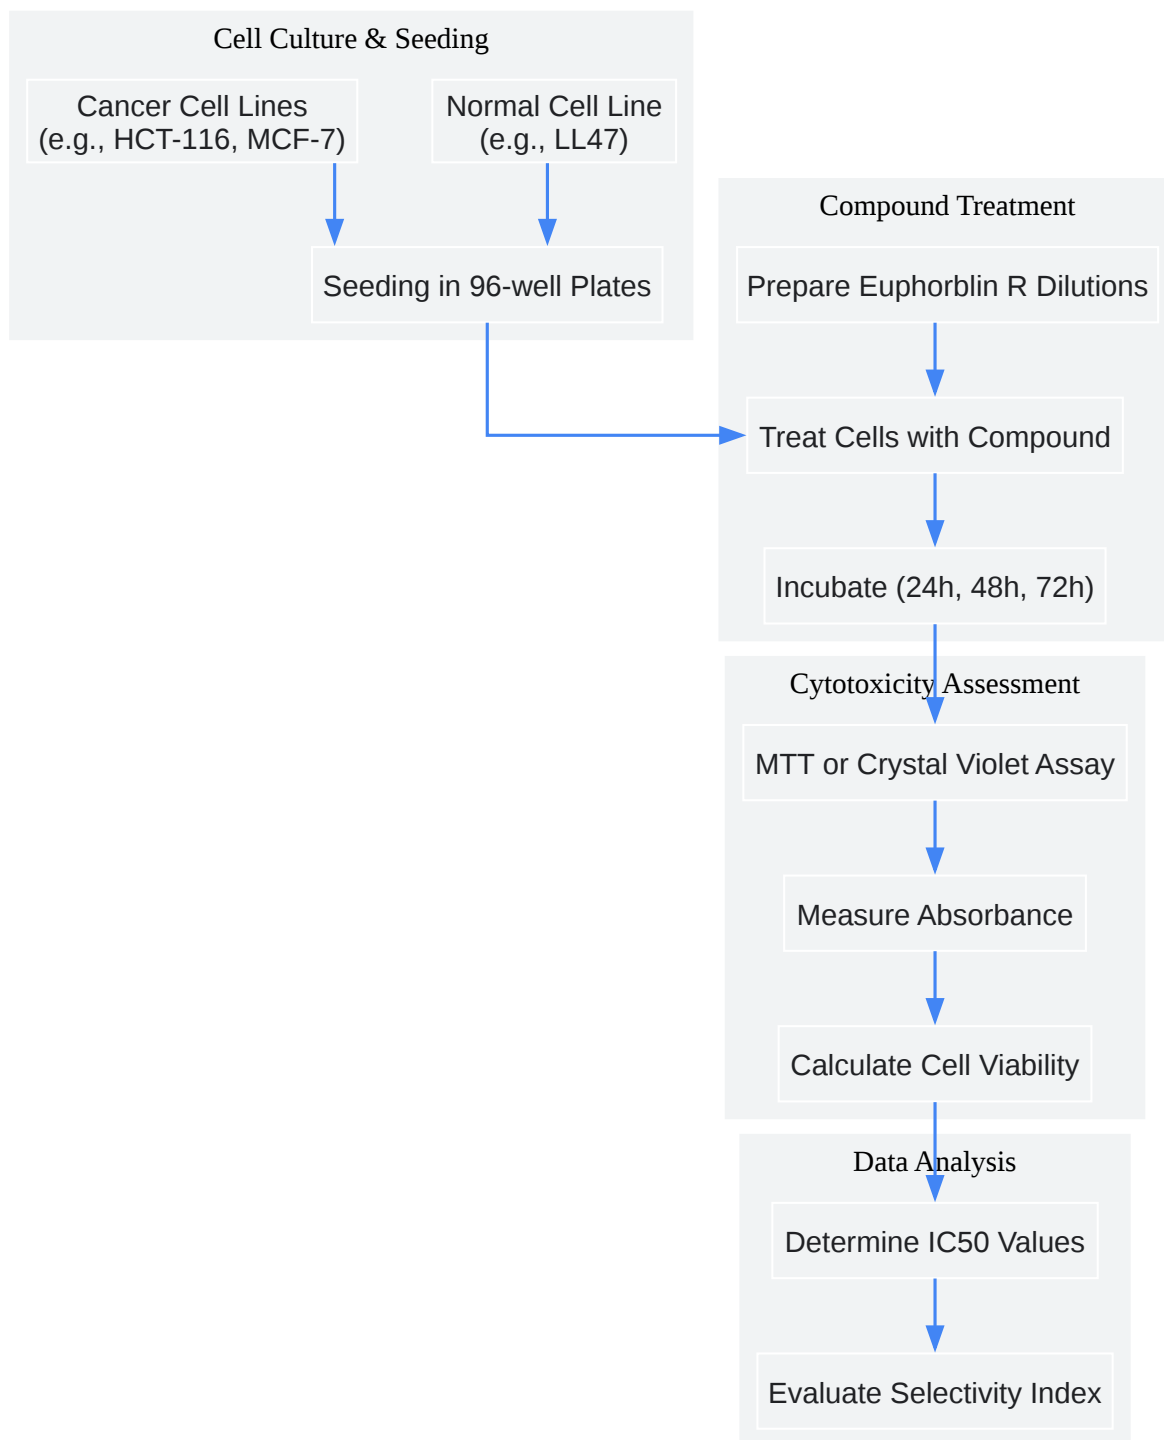 Cell Culture & Seeding
Cancer Cell Lines
(e.g., HCT-116, MCF-7)
Normal Cell Line
(e.g., LL47)
Seeding in 96-well Plates
Compound Treatment
Prepare Euphorblin R Dilutions
Treat Cells with Compound
Incubate (24h, 48h, 72h)
Cytotoxicity Assessment
MTT or Crystal Violet Assay
Measure Absorbance
Calculate Cell Viability
Data Analysis
Determine IC50 Values
Evaluate Selectivity Index